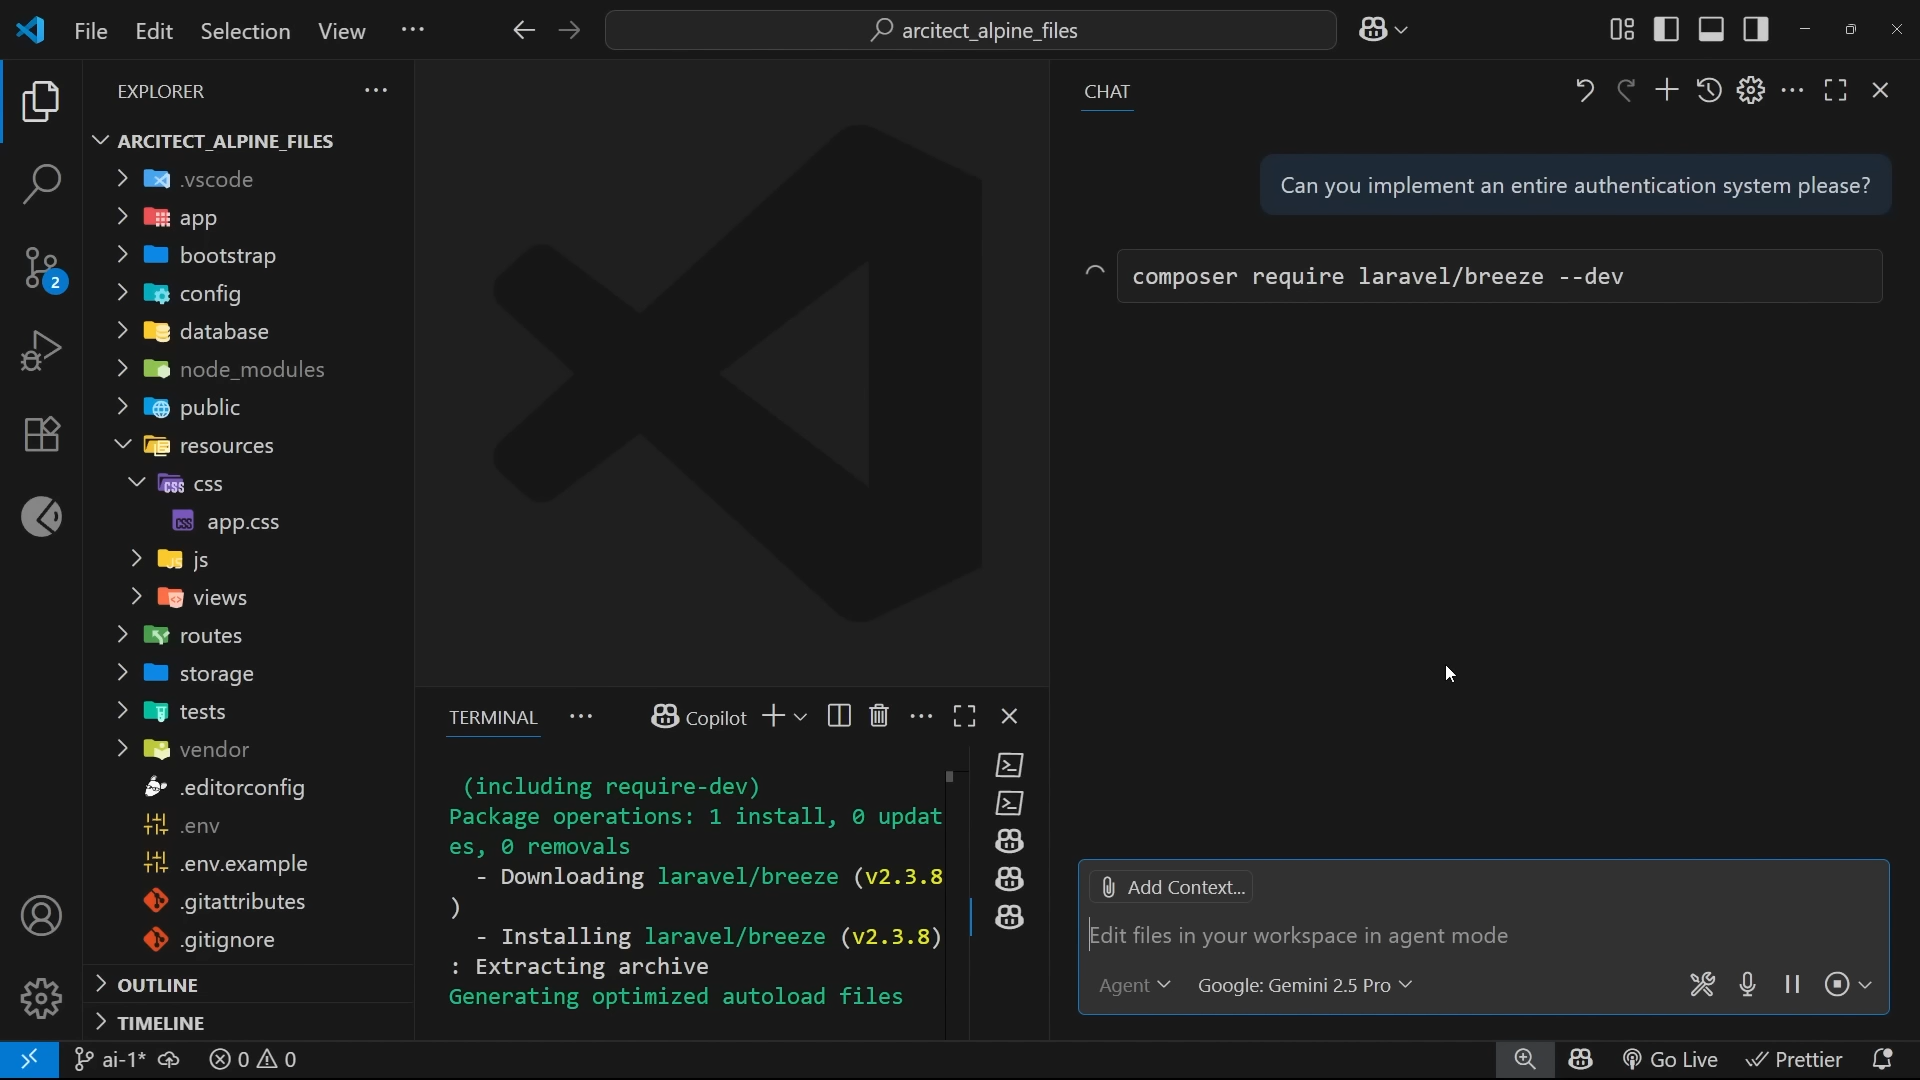 File Edit Selection View
arcitect_alpine_files
EXPLORER
ARCITECT_ALPINE_FILES
.vscode
app
bootstrap
config
database
node_modules
public
resources
css
app.css
js
views
routes
storage
tests
vendor
.editorconfig
.env
.env.example
.gitattributes
.gitignore
OUTLINE
TIMELINE
2
TERMINAL
Copilot
(including require-dev)
Package operations: 1 install, 0 updat
es, 0 removals
- Downloading laravel/breeze (v2.3.8
)
- Installing laravel/breeze (v2.3.8)
: Extracting archive
Generating optimized autoload files
CHAT
Can you implement an entire authentication system please?
composer require laravel/breeze --dev
Add Context...
Edit files in your workspace in agent mode
Agent
Google: Gemini 2.5 Pro
ai-1* 0 0
Go Live Prettier